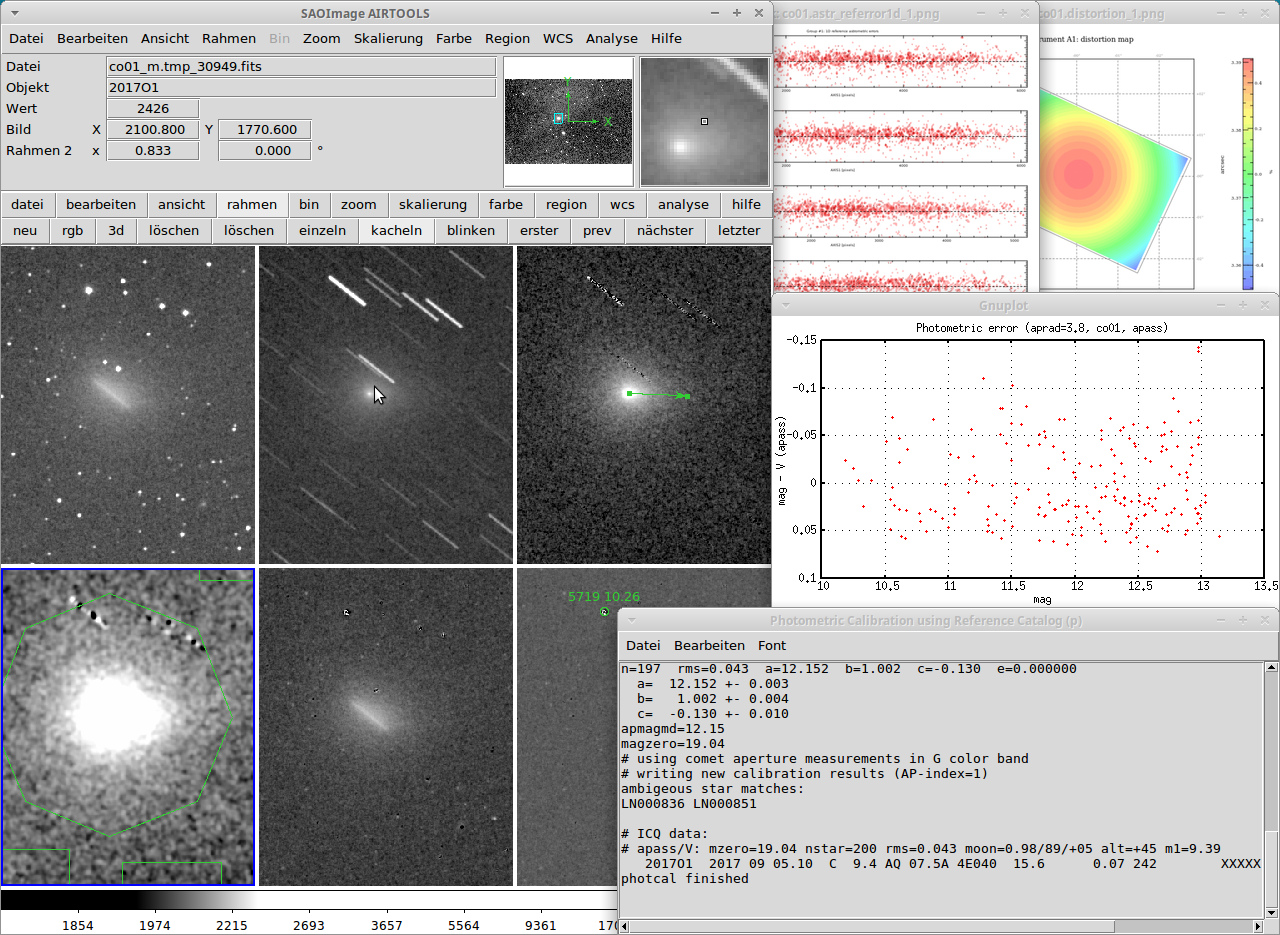 SAOImage AIRTOOLS
Datei Bearbeiten Ansicht Rahmen Bin Zoom Skalierung Farbe Region WCS Analyse Hilfe
Datei co01_m.tmp_30949.fits
Objekt 2017O1
Wert 2426
Bild X 2100.800 Y 1770.600
Rahmen 2 x 0.833 0.000 °
Y
X
datei bearbeiten ansicht rahmen bin zoom skalierung farbe region wcs analyse hilfe
neu rgb 3d löschen löschen einzeln kacheln blinken erster prev nächster letzter
5719 10.26
1854 1974 2215 2693 3655 5564 9361
: co01.astr_referror1d_1.png
co01.distortion_1.png
rument A1: distortion map
Gnuplot
Photometric error (aprad=3.8, co01, apass)
mag - V (apass)
-0.15
-0.1
-0.05
0
0.05
0.1
10 10.5 11 11.5 12 12.5 13 13.5
mag
Photometric Calibration using Reference Catalog (p)
Datei Bearbeiten Font
n=197 rms=0.043 a=12.152 b=1.002 c=-0.130 e=0.000000
a= 12.152 +- 0.003
b= 1.002 +- 0.004
c= -0.130 +- 0.010
apmagmd=12.15
magzero=19.04
# using comet aperture measurements in G color band
# writing new calibration results (AP-index=1)
ambigeous star matches:
LN000836 LN000851
# ICQ data:
# apass/V: mzero=19.04 nstar=200 rms=0.043 moon=0.98/89/+05 alt=+45 m1=9.39
2017O1 2017 09 05.10 C 9.4 AQ 07.5A 4E040 15.6 0.07 242 XXXXX
photcal finished